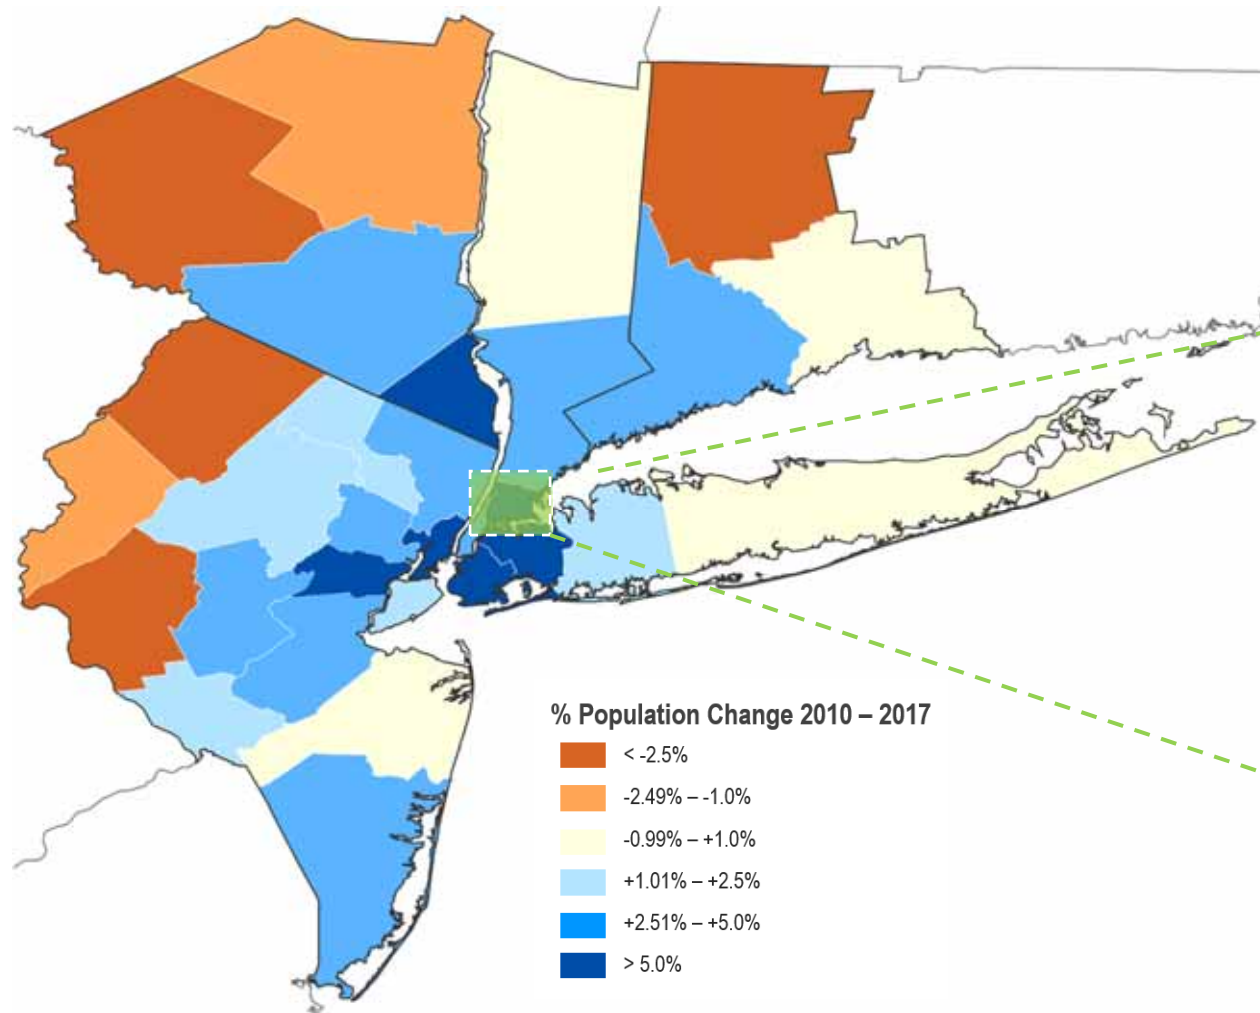 % Population Change 2010 – 2017
< -2.5%
-2.49% – -1.0%
-0.99% – +1.0%
+1.01% – +2.5%
+2.51% – +5.0%
> 5.0%